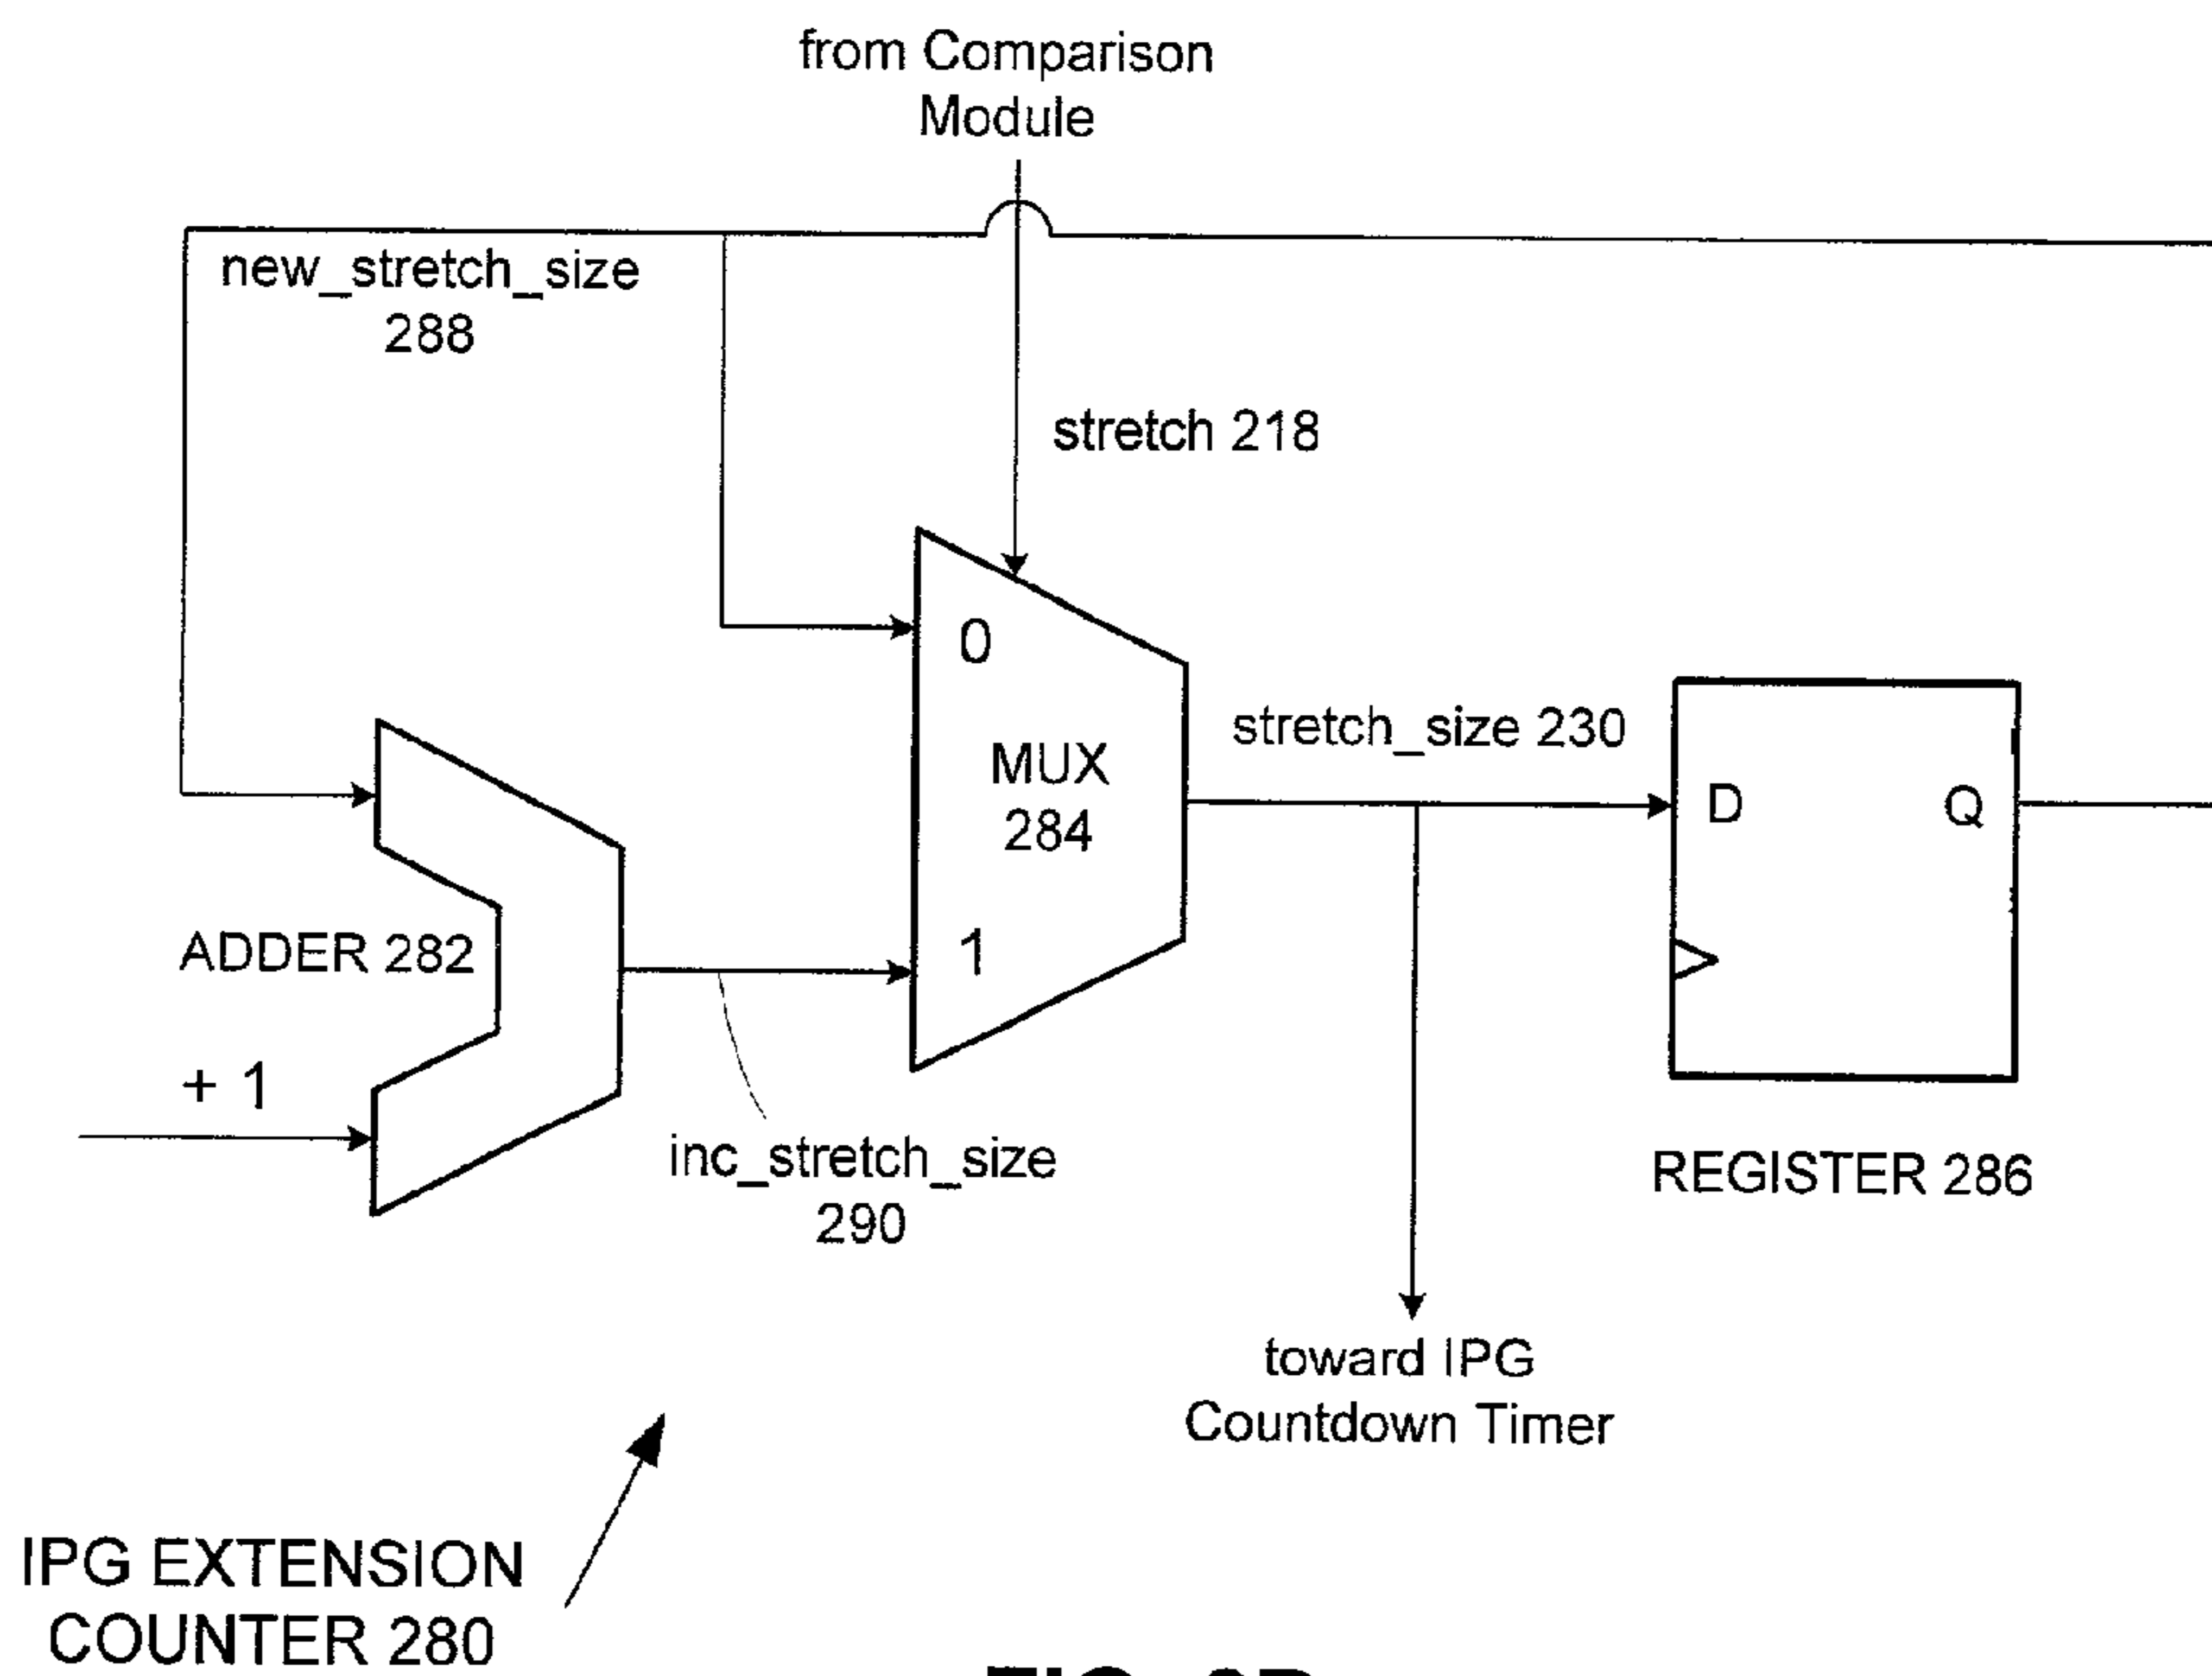 from Comparison
Module
new_stretch_size
288
stretch 218
0
MUX
284
1
stretch_size 230
D
Q
ADDER 282
+ 1
inc_stretch_size
290
REGISTER 286
toward IPG
Countdown Timer
IPG EXTENSION
COUNTER 280
FIG.